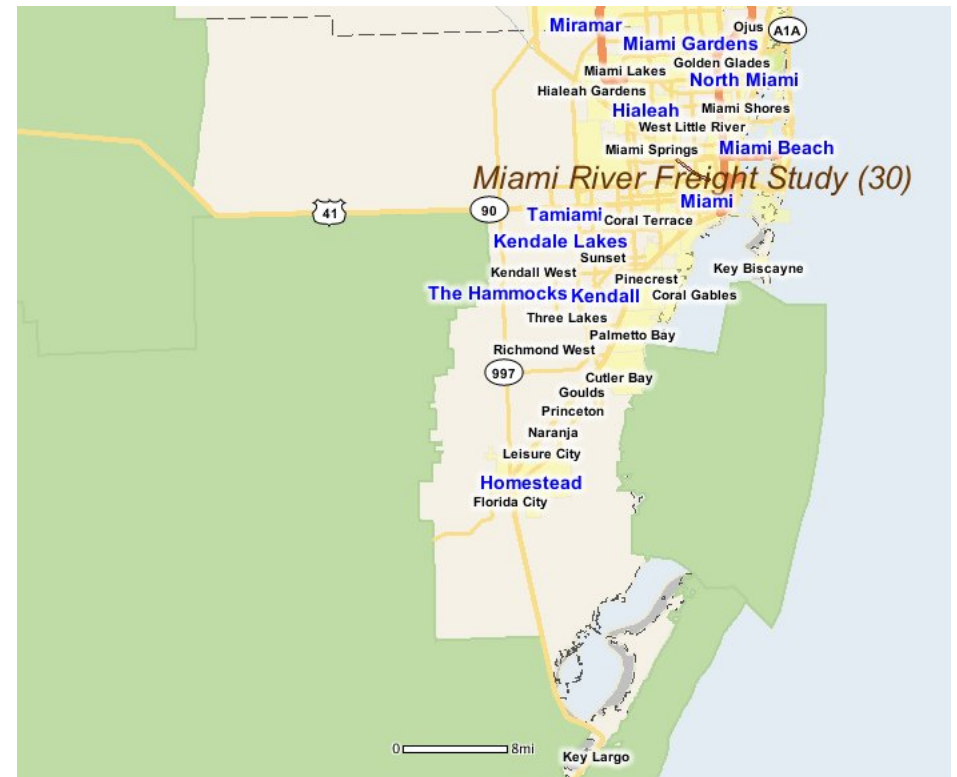 Miramar
Ojus
A1A
Miami Gardens
Golden Glades
Miami Lakes
North Miami
Hialeah Gardens
Hialeah
Miami Shores
West Little River
Miami Springs
Miami Beach
Miami River Freight Study (30)
Miami
41
90
Tamiami
Coral Terrace
Kendale Lakes
Sunset
Kendall West
Key Biscayne
Pinecrest
The Hammocks
Kendall
Coral Gables
Three Lakes
Palmetto Bay
Richmond West
997
Cutler Bay
Goulds
Princeton
Naranja
Leisure City
Homestead
Florida City
0
8mi
Key Largo